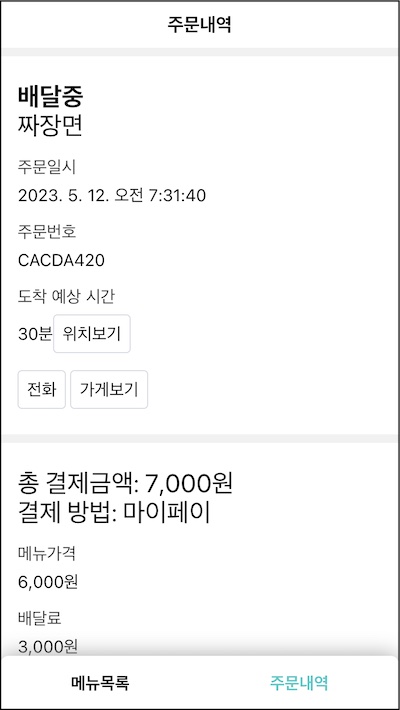 주문내역
배달중
짜장면
주문일시
2023. 5. 12. 오전 7:31:40
주문번호
CACDA420
도착 예상 시간
30분 위치보기
전화 가게보기
총 결제금액: 7,000원
결제 방법: 마이페이
메뉴가격
6,000원
배달료
3,000원
메뉴목록 주문내역